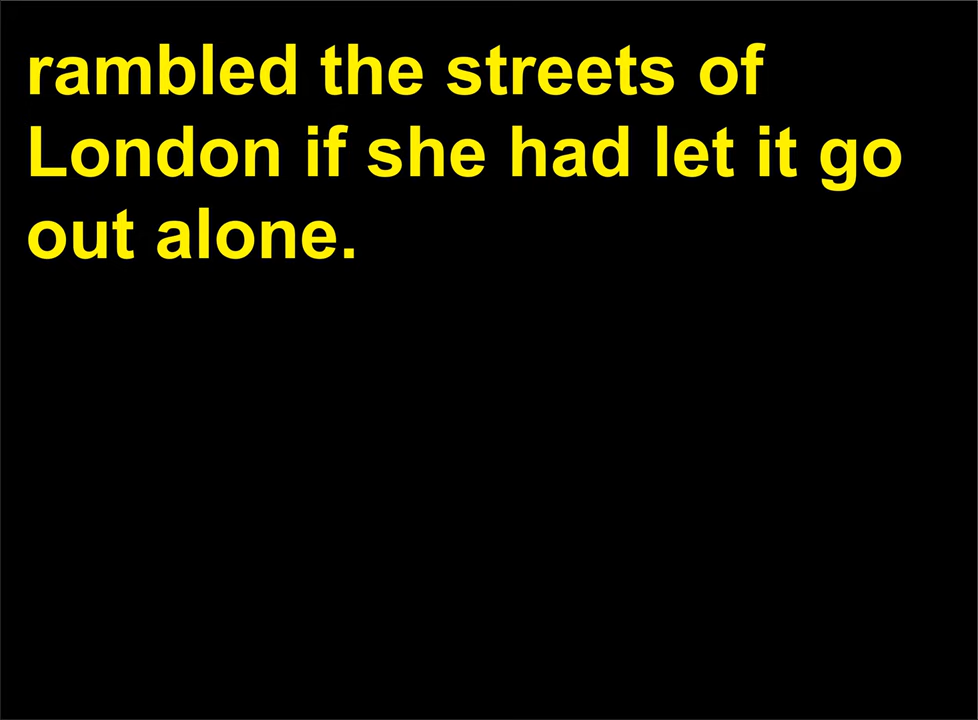 rambled the streets of
London if she had let it go
out alone.